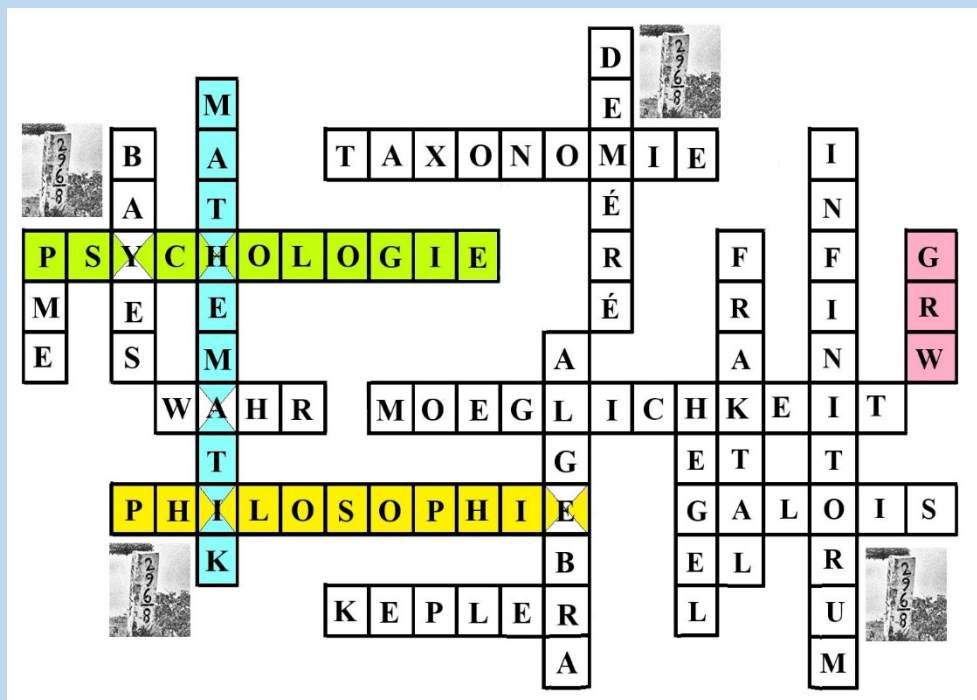 DEMÉRÉ
2968
MATHEMATIK
2968
BAYES
TAXONOMIE
INFINITORUM
PSYCHOLOGIE
PME
FRAKTAL
GRW
ALGEBRA
WAHR
MOEGLICHKEIT
HEGEL
PHILOSOPHIE
GALOIS
2968
2968
KEPLER